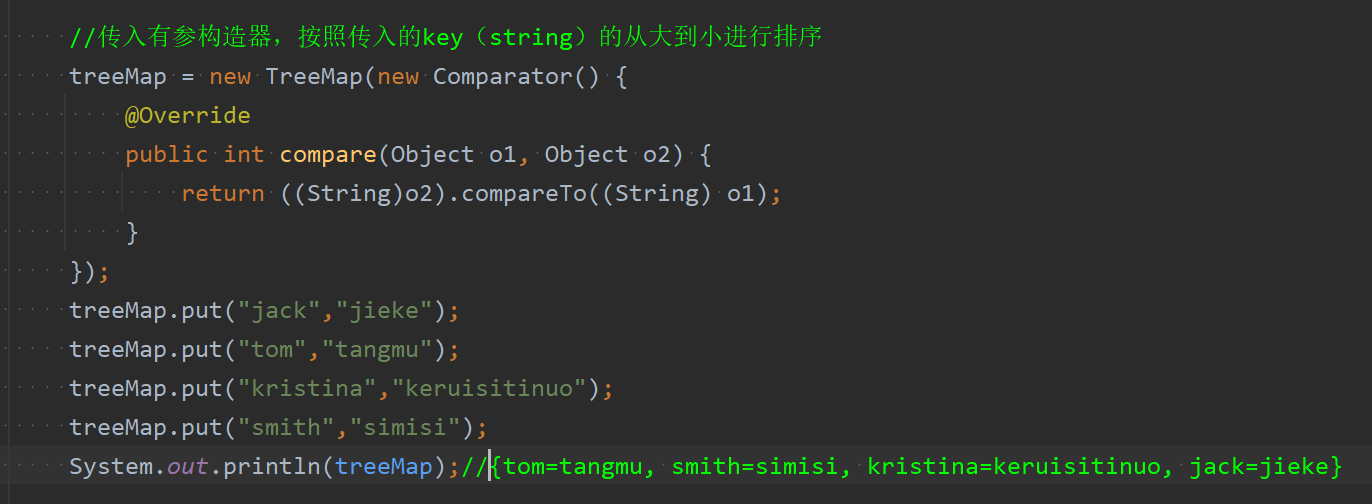 //传入有参构造器，按照传入的key（string）的从大到小进行排序
treeMap = new TreeMap(new Comparator() {
@Override
public int compare(Object o1, Object o2) {
return ((String)o2).compareTo((String) o1);
}
});
treeMap.put("jack","jieke");
treeMap.put("tom","tangmu");
treeMap.put("kristina","keruisitinuo");
treeMap.put("smith","simisi");
System.out.println(treeMap);//{tom=tangmu, smith=simisi, kristina=keruisitinuo, jack=jieke}